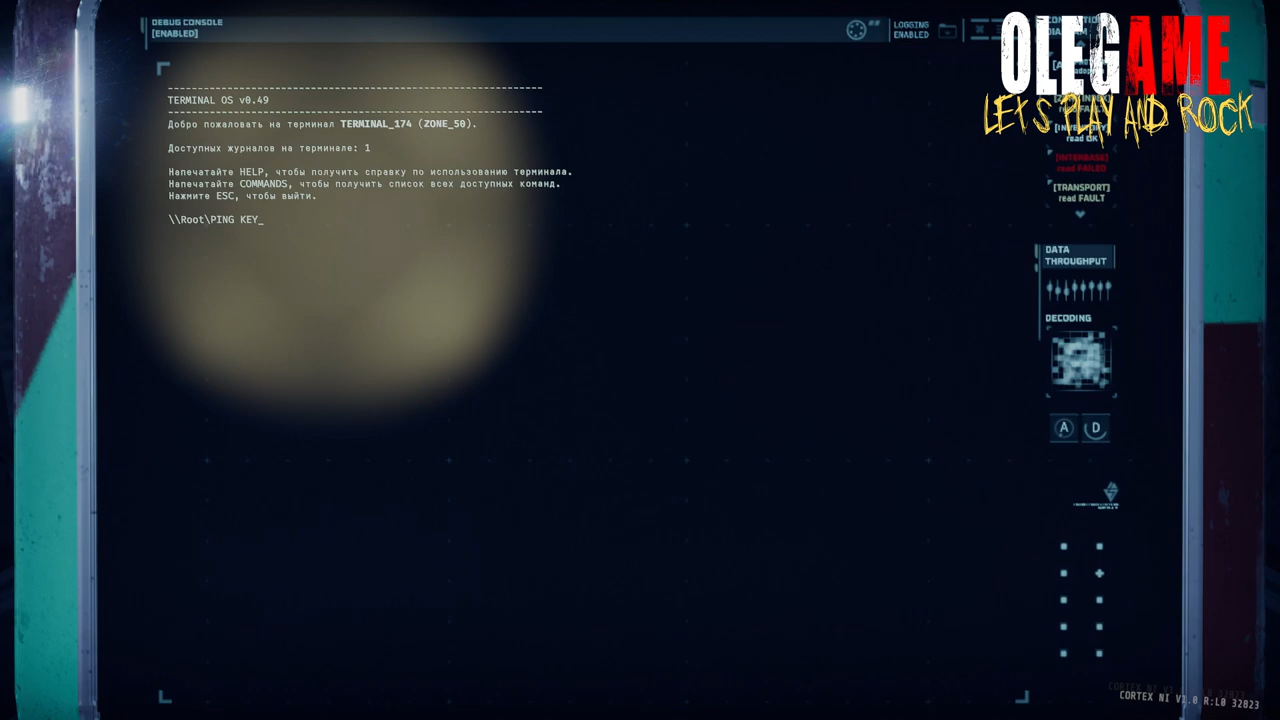 DEBUG CONSOLE
[ENABLED]
LOGGING
ENABLED
OLEGAME
LET'S PLAY AND ROCK
TERMINAL OS v0.49
Добро пожаловать на терминал TERMINAL_174 (ZONE_50).
Доступных журналов на терминале: 1
Напечатайте HELP, чтобы получить справку по использованию терминала.
Напечатайте COMMANDS, чтобы получить список всех доступных команд.
Нажмите ESC, чтобы выйти.
\\Root\PING KEY_
read OK
[INTERBASE]
read FAILED
[TRANSPORT]
read FAULT
DATA
THROUGHPUT
DECODING
A D
CORTEX NI V1.0 R:L0 32823